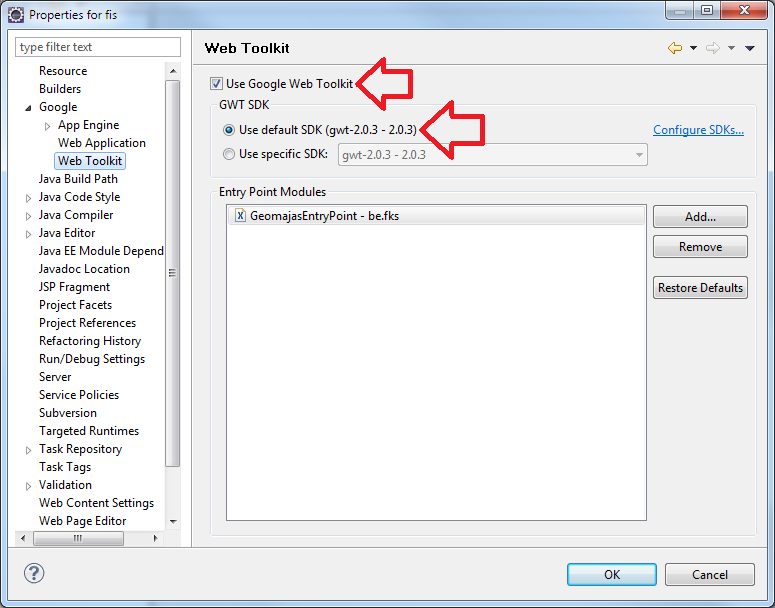 Properties for fis
type filter text
Resource
Builders
Google
App Engine
Web Application
Web Toolkit
Java Build Path
Java Code Style
Java Compiler
Java Editor
Java EE Module Depend
Javadoc Location
JSP Fragment
Project Facets
Project References
Refactoring History
Run/Debug Settings
Server
Service Policies
Subversion
Targeted Runtimes
Task Repository
Task Tags
Validation
Web Content Settings
Web Page Editor
Web Toolkit
Use Google Web Toolkit
GWT SDK
Use default SDK (gwt-2.0.3 - 2.0.3)
Configure SDKs...
Use specific SDK:
gwt-2.0.3 - 2.0.3
Entry Point Modules
GeomajasEntryPoint - be.fks
Add...
Remove
Restore Defaults
OK
Cancel